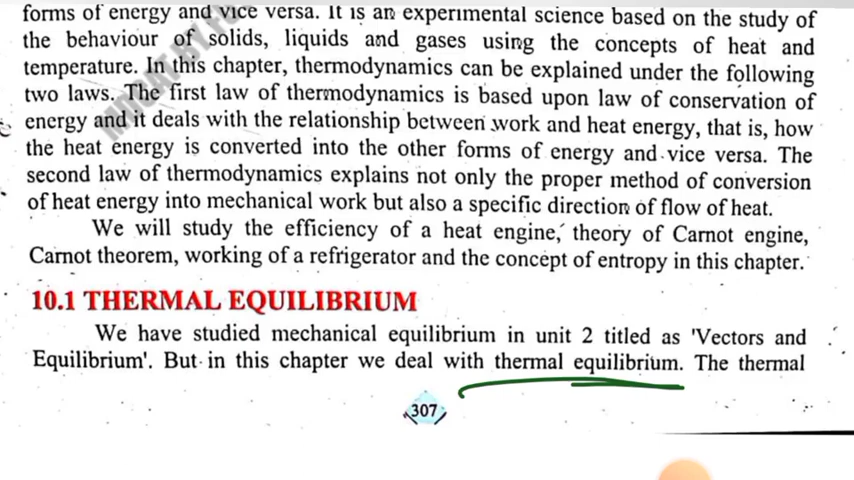 forms of energy and vice versa. It is an experimental science based on the study of
the behaviour of solids, liquids and gases using the concepts of heat and
temperature. In this chapter, thermodynamics can be explained under the following
two laws. The first law of thermodynamics is based upon law of conservation of
energy and it deals with the relationship between work and heat energy, that is, how
the heat energy is converted into the other forms of energy and vice versa. The
second law of thermodynamics explains not only the proper method of conversion
of heat energy into mechanical work but also a specific direction of flow of heat.
We will study the efficiency of a heat engine, theory of Carnot engine,
Carnot theorem, working of a refrigerator and the concept of entropy in this chapter.
10.1 THERMAL EQUILIBRIUM
We have studied mechanical equilibrium in unit 2 titled as 'Vectors and
Equilibrium'. But in this chapter we deal with thermal equilibrium. The thermal
307